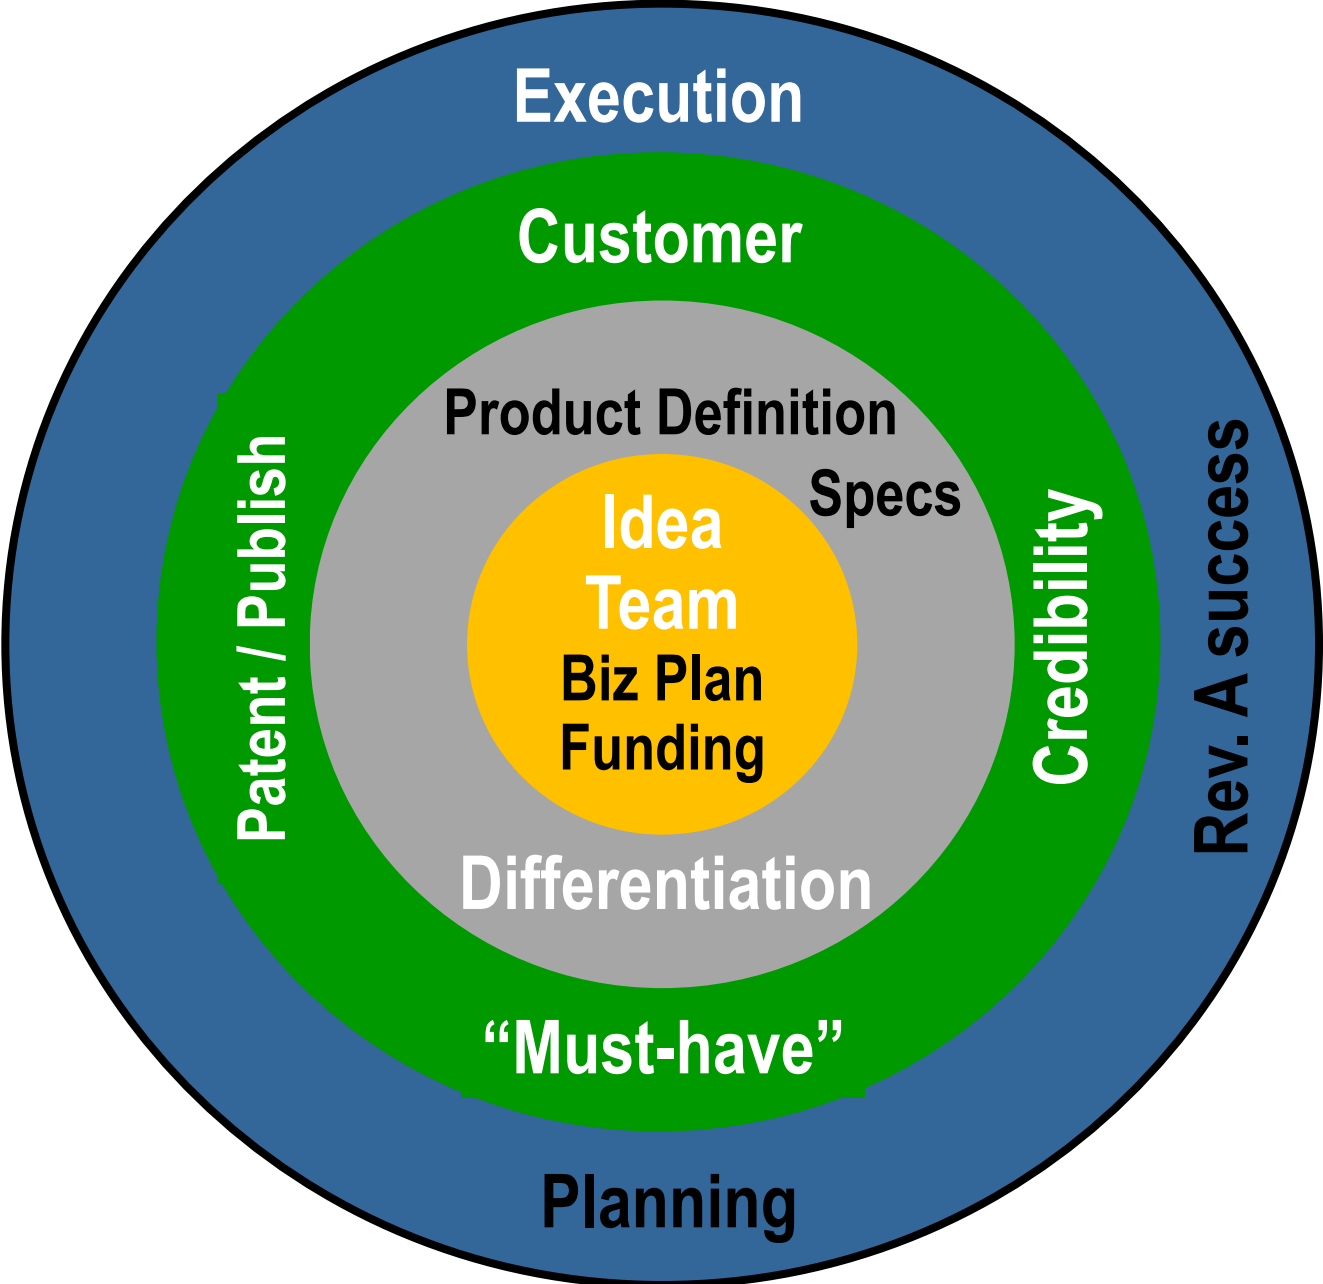 Execution
Customer
Product Definition
Specs
Idea
Team
Biz Plan
Funding
Patent / Publish
Credibility
Rev. A success
Differentiation
“Must-have”
Planning